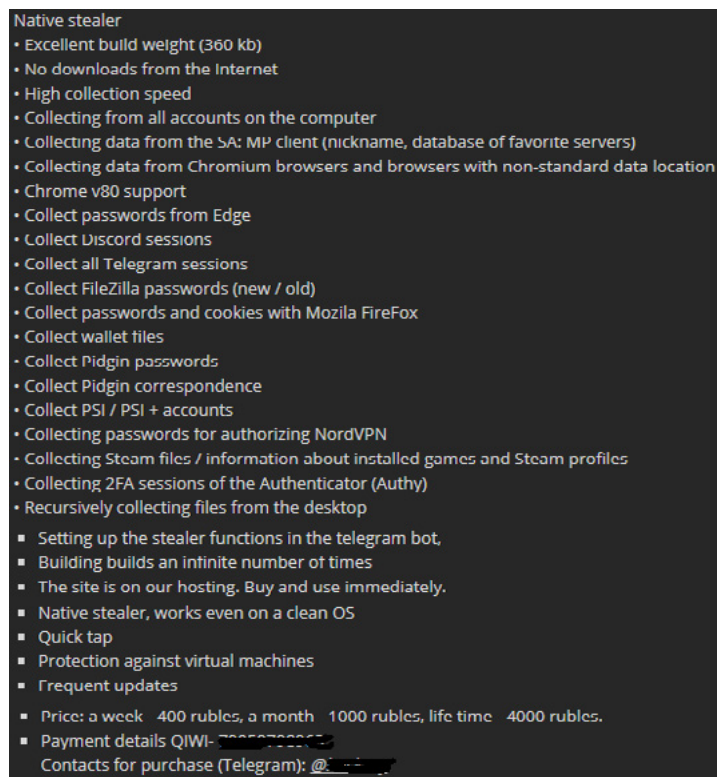 Native stealer
• Excellent build weight (360 kb)
• No downloads from the Internet
• High collection speed
• Collecting from all accounts on the computer
• Collecting data from the SA: MP client (nickname, database of favorite servers)
• Collecting data from Chromium browsers and browsers with non-standard data location
• Chrome v80 support
• Collect passwords from Edge
• Collect Discord sessions
• Collect all Telegram sessions
• Collect FileZilla passwords (new / old)
• Collect passwords and cookies with Mozila FireFox
• Collect wallet files
• Collect Pidgin passwords
• Collect Pidgin correspondence
• Collect PSI / PSI + accounts
• Collecting passwords for authorizing NordVPN
• Collecting Steam files / information about installed games and Steam profiles
• Collecting 2FA sessions of the Authenticator (Authy)
• Recursively collecting files from the desktop
▪ Setting up the stealer functions in the telegram bot,
▪ Building builds an infinite number of times
▪ The site is on our hosting. Buy and use immediately.
▪ Native stealer, works even on a clean OS
▪ Quick tap
▪ Protection against virtual machines
▪ Frequent updates
▪ Price: a week 400 rubles, a month 1000 rubles, life time 4000 rubles.
▪ Payment details QIWI-
Contacts for purchase (Telegram): @